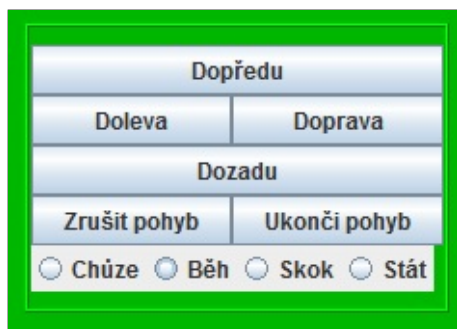 Dopředu
Doleva Doprava
Dozadu
Zrušit pohyb Ukonči pohyb
Chůze Běh Skok Stát